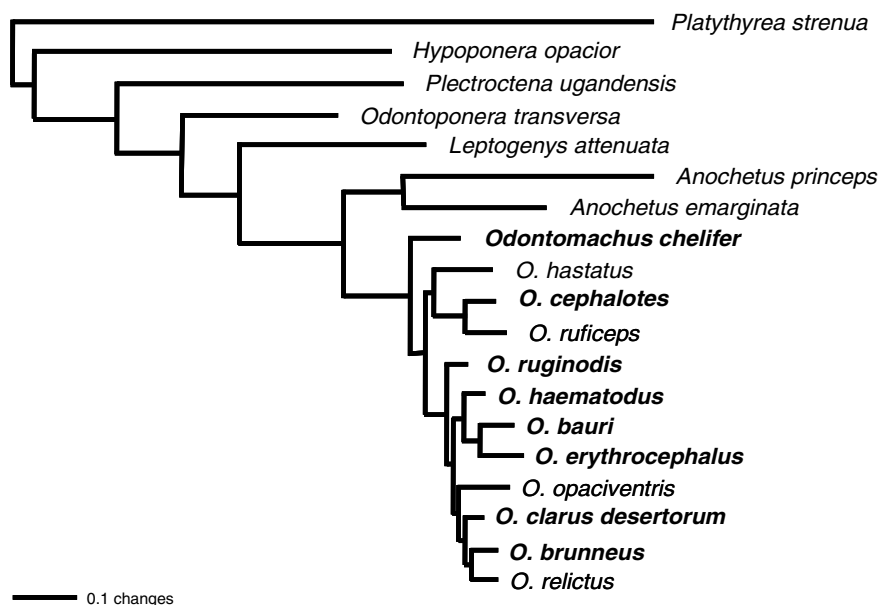 Platythyrea strenua
Hypoponera opacior
Plectroctena ugandensis
Odontoponera transversa
Leptogenys attenuata
Anochetus princeps
Anochetus emarginata
Odontomachus chelifer
O. hastatus
O. cephalotes
O. ruficeps
O. ruginodis
O. haematodus
O. bauri
O. erythrocephalus
O. opaciventris
O. clarus desertorum
O. brunneus
O. relictus
0.1 changes